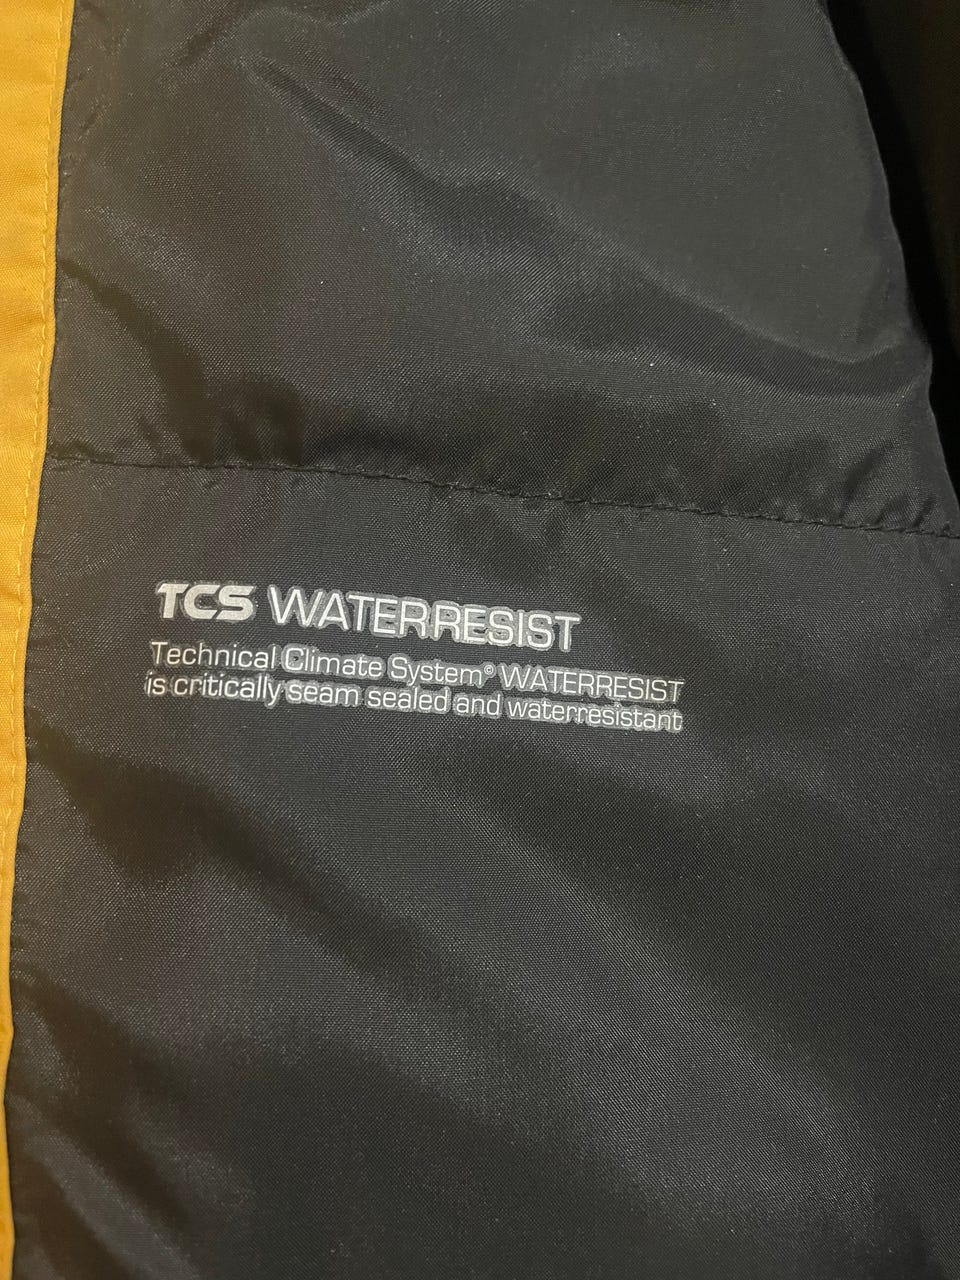 TCS WATERRESIST
Technical Climate System© WATERRESIST
is critically seam sealed and waterresistant